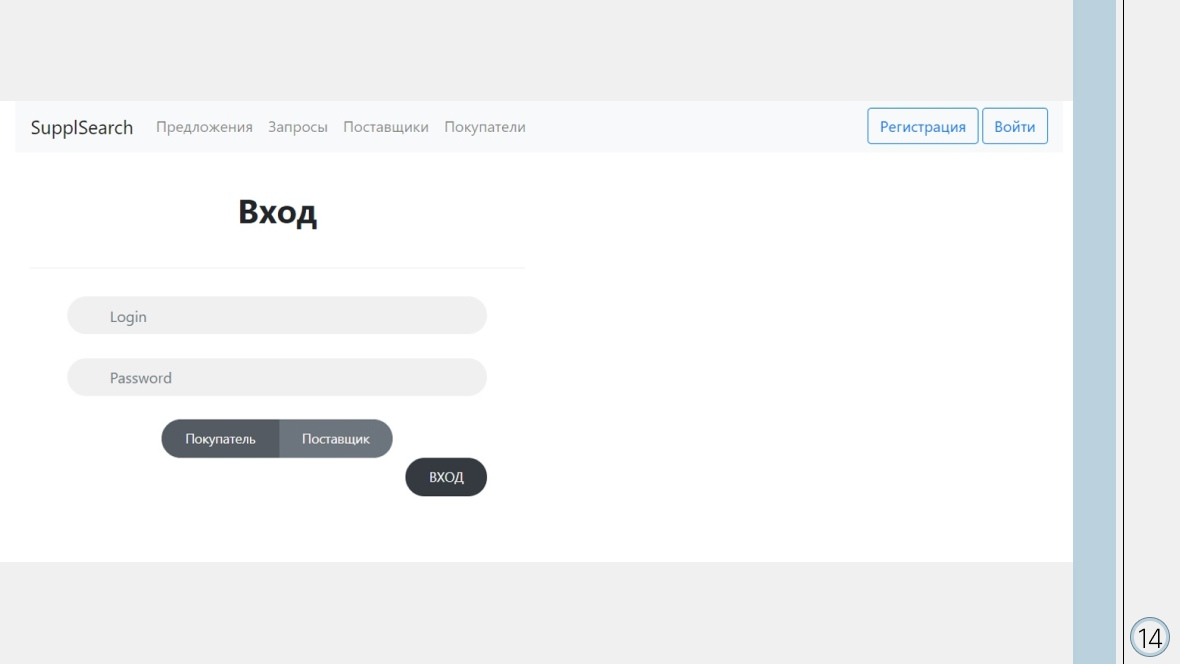 SupplSearch Предложения Запросы Поставщики Покупатели Регистрация Войти
Вход
Login
Password
Покупатель Поставщик
ВХОД
14